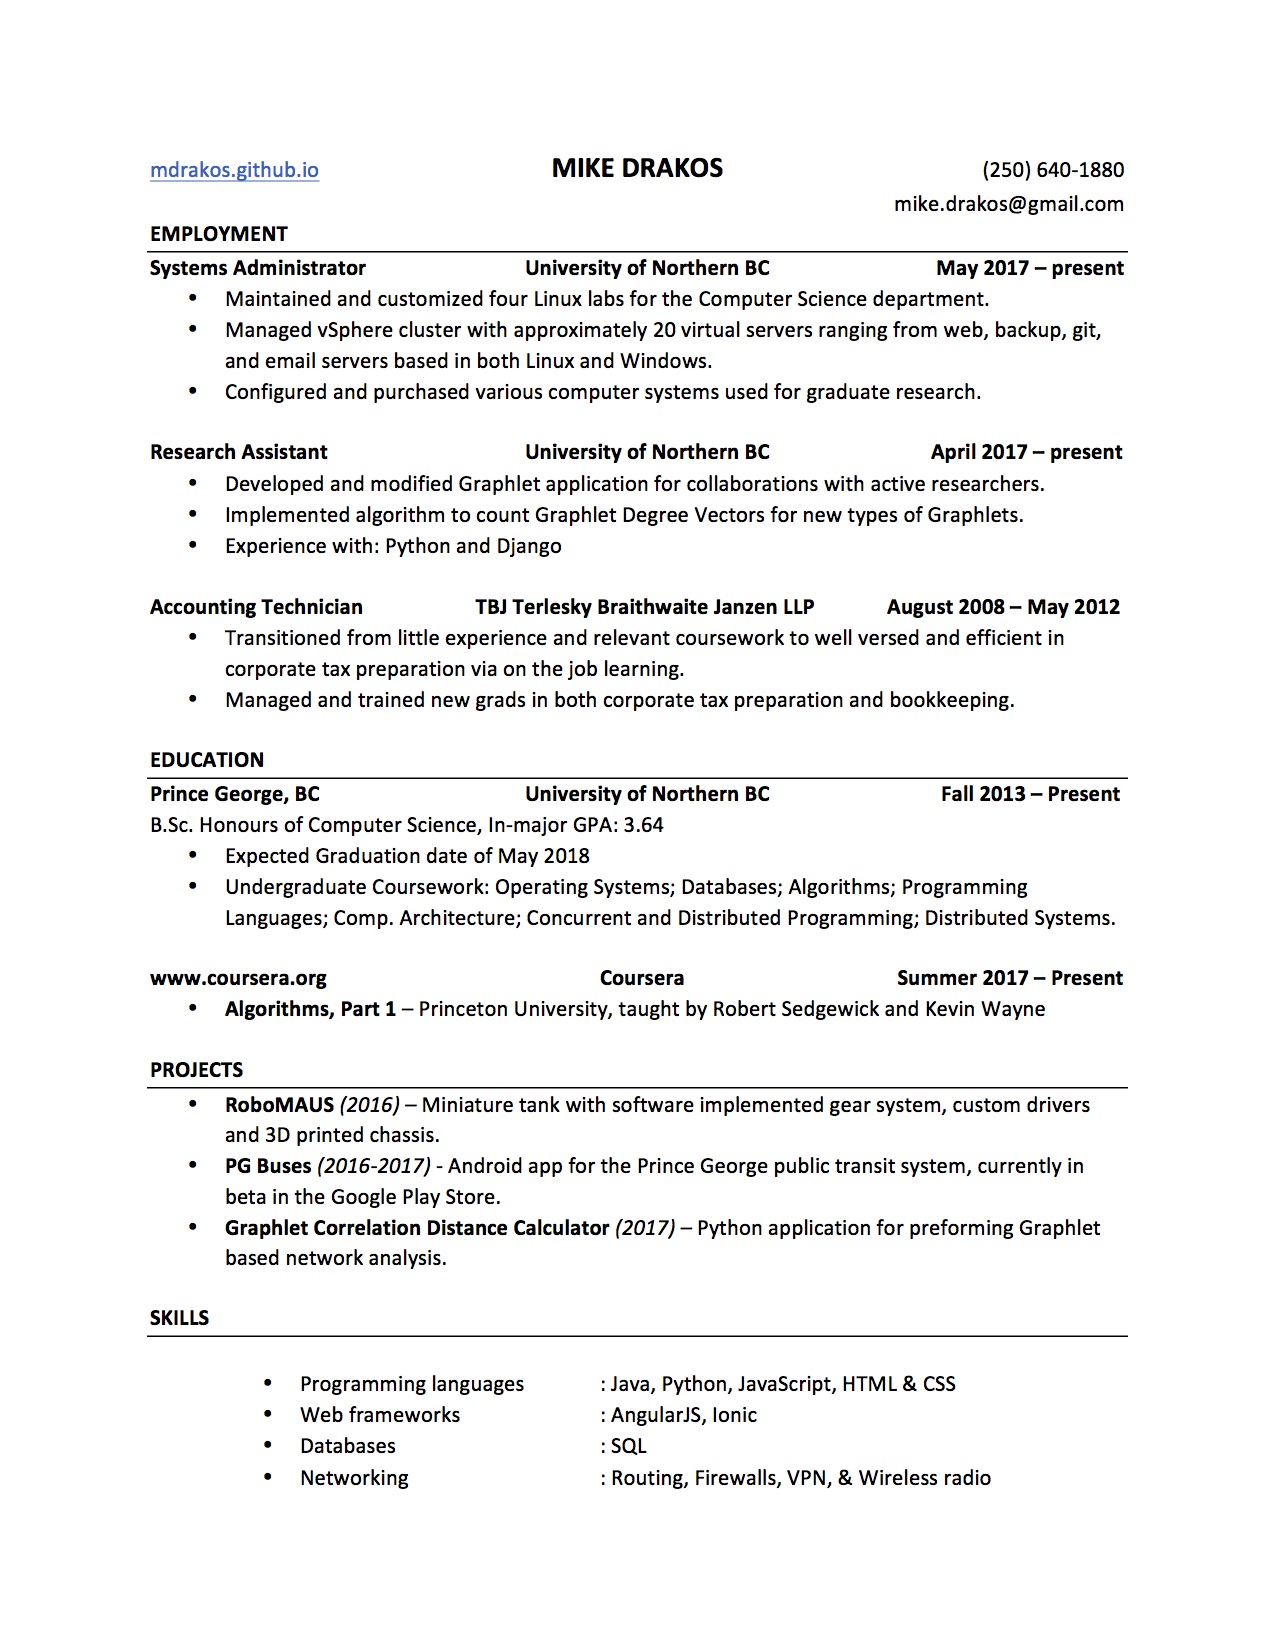 mdrakos.github.io MIKE DRAKOS (250) 640-1880
mike.drakos@gmail.com
EMPLOYMENT
Systems Administrator University of Northern BC May 2017 – present
• Maintained and customized four Linux labs for the Computer Science department.
• Managed vSphere cluster with approximately 20 virtual servers ranging from web, backup, git,
and email servers based in both Linux and Windows.
• Configured and purchased various computer systems used for graduate research.
Research Assistant University of Northern BC April 2017 – present
• Developed and modified Graphlet application for collaborations with active researchers.
• Implemented algorithm to count Graphlet Degree Vectors for new types of Graphlets.
• Experience with: Python and Django
Accounting Technician TBJ Terlesky Braithwaite Janzen LLP August 2008 – May 2012
• Transitioned from little experience and relevant coursework to well versed and efficient in
corporate tax preparation via on the job learning.
• Managed and trained new grads in both corporate tax preparation and bookkeeping.
EDUCATION
Prince George, BC University of Northern BC Fall 2013 – Present
B.Sc. Honours of Computer Science, In-major GPA: 3.64
• Expected Graduation date of May 2018
• Undergraduate Coursework: Operating Systems; Databases; Algorithms; Programming
Languages; Comp. Architecture; Concurrent and Distributed Programming; Distributed Systems.
www.coursera.org Coursera Summer 2017 – Present
• Algorithms, Part 1 – Princeton University, taught by Robert Sedgewick and Kevin Wayne
PROJECTS
• RoboMAUS (2016) – Miniature tank with software implemented gear system, custom drivers
and 3D printed chassis.
• PG Buses (2016-2017) - Android app for the Prince George public transit system, currently in
beta in the Google Play Store.
• Graphlet Correlation Distance Calculator (2017) – Python application for preforming Graphlet
based network analysis.
SKILLS
• Programming languages : Java, Python, JavaScript, HTML & CSS
• Web frameworks : AngularJS, Ionic
• Databases : SQL
• Networking : Routing, Firewalls, VPN, & Wireless radio